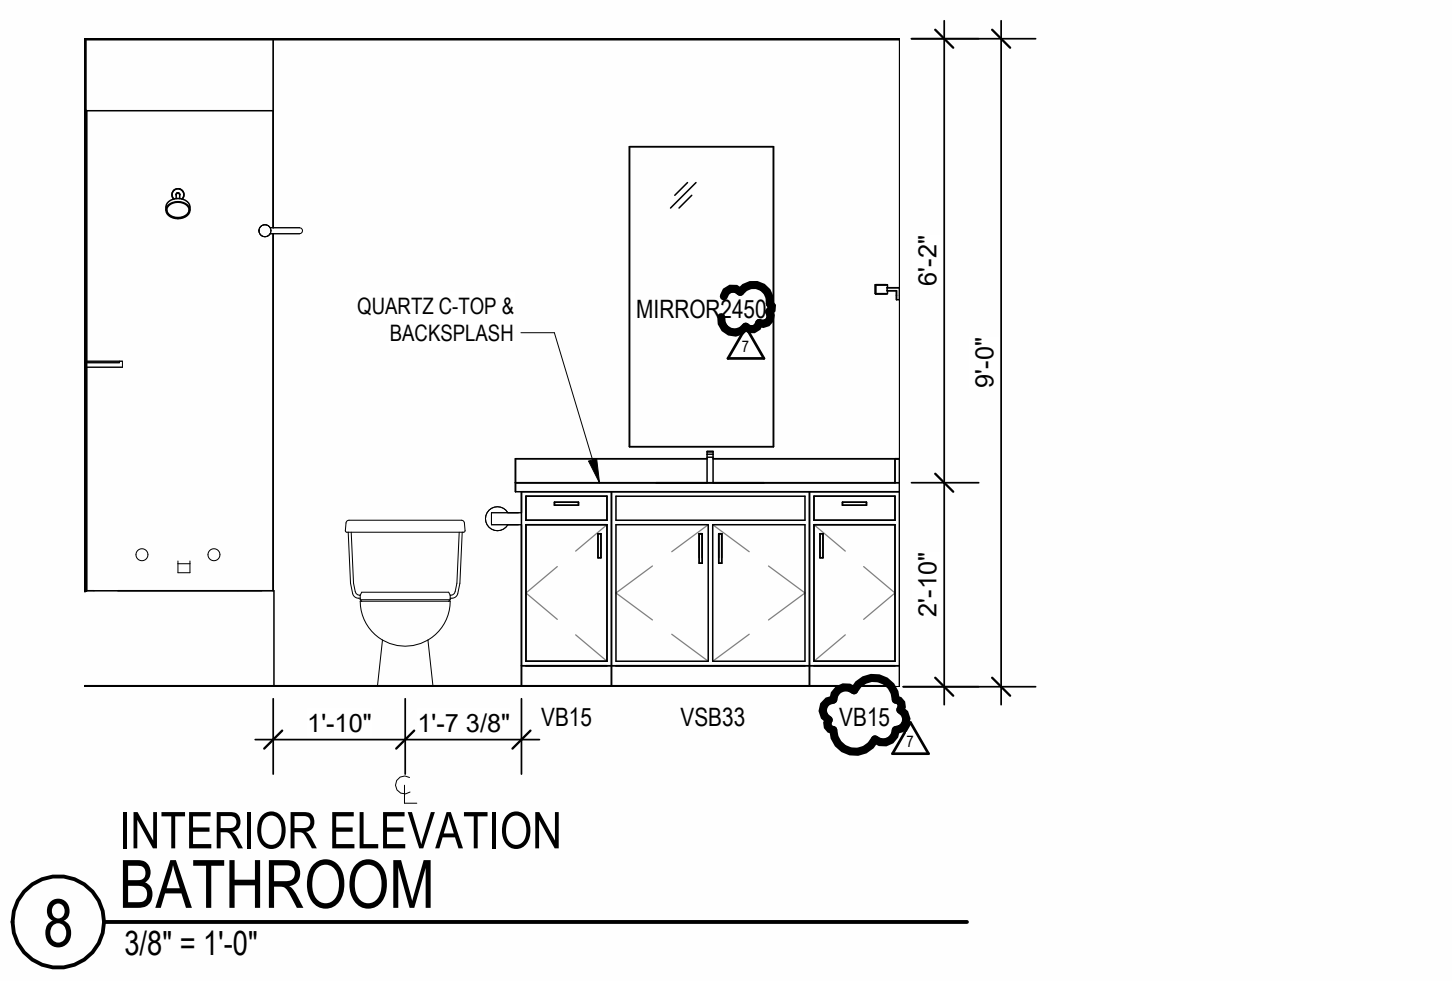 6'-2"
QUARTZ C-TOP &
BACKSPLASH
MIRROR2450
7
9'-0"
2'-10"
1'-10"
1'-7 3/8"
VB15
VSB33
VB15
7
CL
INTERIOR ELEVATION
BATHROOM
8
3/8" = 1'-0"